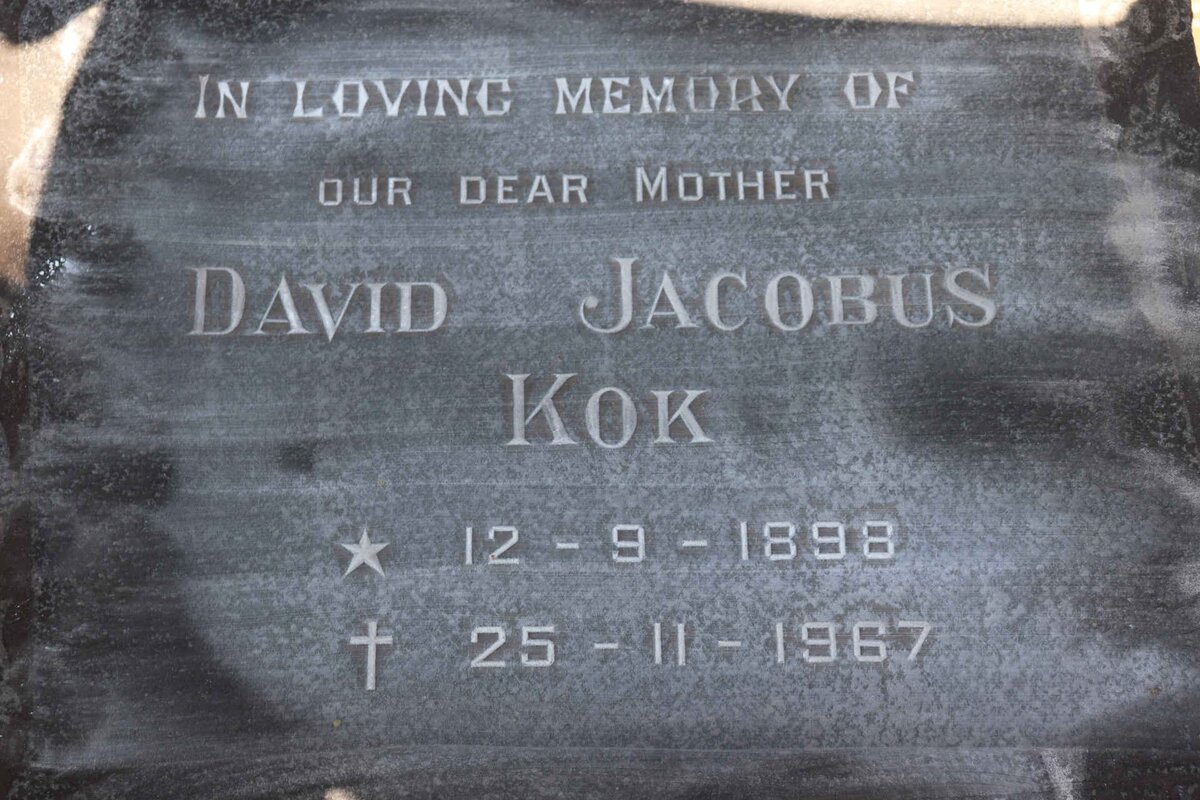 In Loving Memory of
our dear Mother
David Jacobus
Kok
12 - 9 - 1898
25 - 11 - 1967